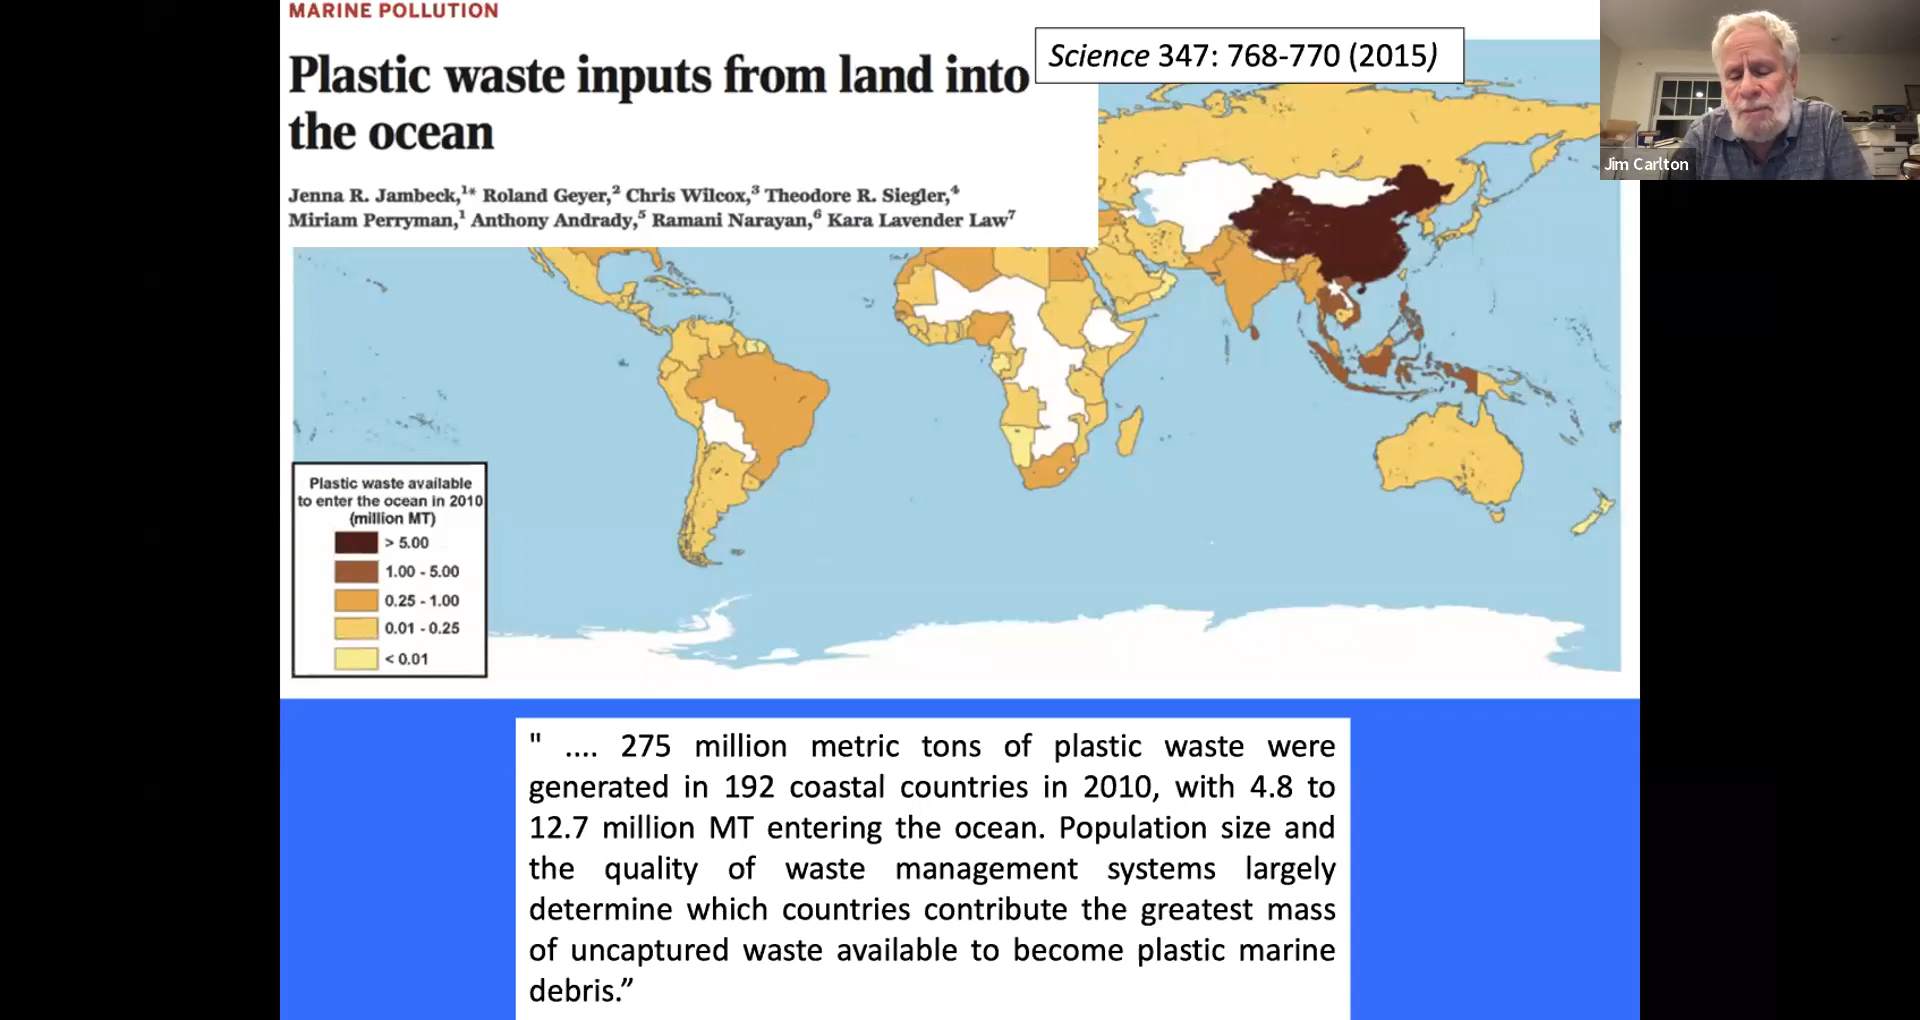 MARINE POLLUTION
Plastic waste inputs from land into
the ocean
Science 347: 768-770 (2015)
Jenna R. Jambeck,¹* Roland Geyer,² Chris Wilcox,³ Theodore R. Siegler,⁴
Miriam Perryman,¹ Anthony Andrady,⁵ Ramani Narayan,⁶ Kara Lavender Law⁷
Jim Carlton
Plastic waste available
to enter the ocean in 2010
(million MT)
> 5.00
1.00 - 5.00
0.25 - 1.00
0.01 - 0.25
< 0.01
" .... 275 million metric tons of plastic waste were
generated in 192 coastal countries in 2010, with 4.8 to
12.7 million MT entering the ocean. Population size and
the quality of waste management systems largely
determine which countries contribute the greatest mass
of uncaptured waste available to become plastic marine
debris.”